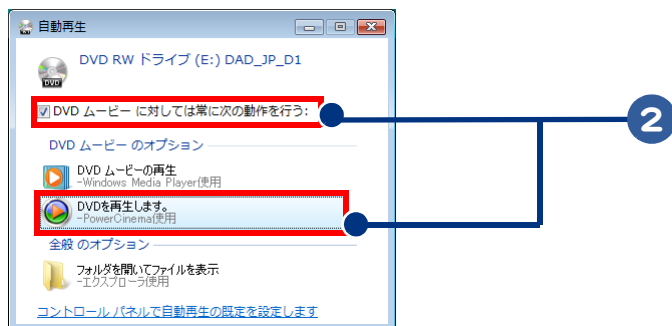 自動再生
DVD RW ドライブ (E:) DAD_JP_D1
DVD
DVD ムービー に対しては常に次の動作を行う:
2
DVD ムービー のオプション
DVD ムービーの再生
-Windows Media Player使用
DVDを再生します。
-PowerCinema使用
全般 のオプション
フォルダを開いてファイルを表示
-エクスプローラ使用
コントロール パネルで自動再生の既定を設定します